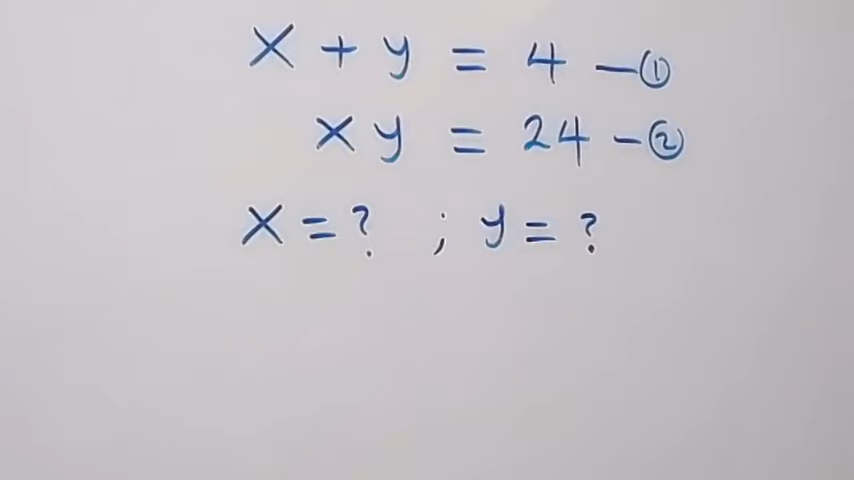 x + y = 4 — ①
xy = 24 — ②
x = ? ; y = ?